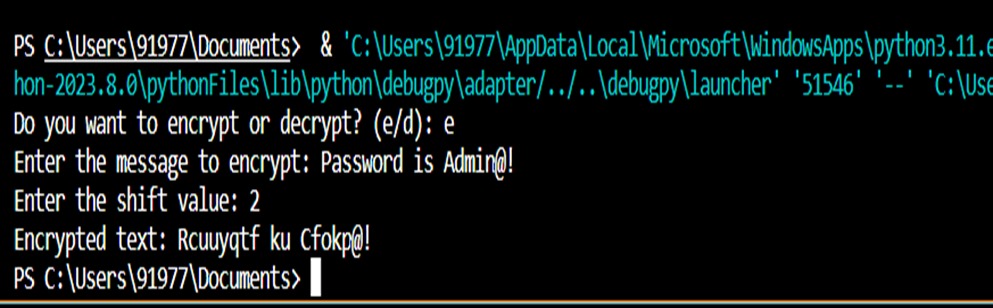 PS C:\Users\91977\Documents>  & 'C:\Users\91977\AppData\Local\Microsoft\WindowsApps\python3.11.e
hon-2023.8.0\pythonFiles\lib\python\debugpy\adapter/../..\debugpy\launcher' '51546' '--' 'C:\Use
Do you want to encrypt or decrypt? (e/d): e
Enter the message to encrypt: Password is Admin@!
Enter the shift value: 2
Encrypted text: Rcuuyqtf ku Cfokp@!
PS C:\Users\91977\Documents>